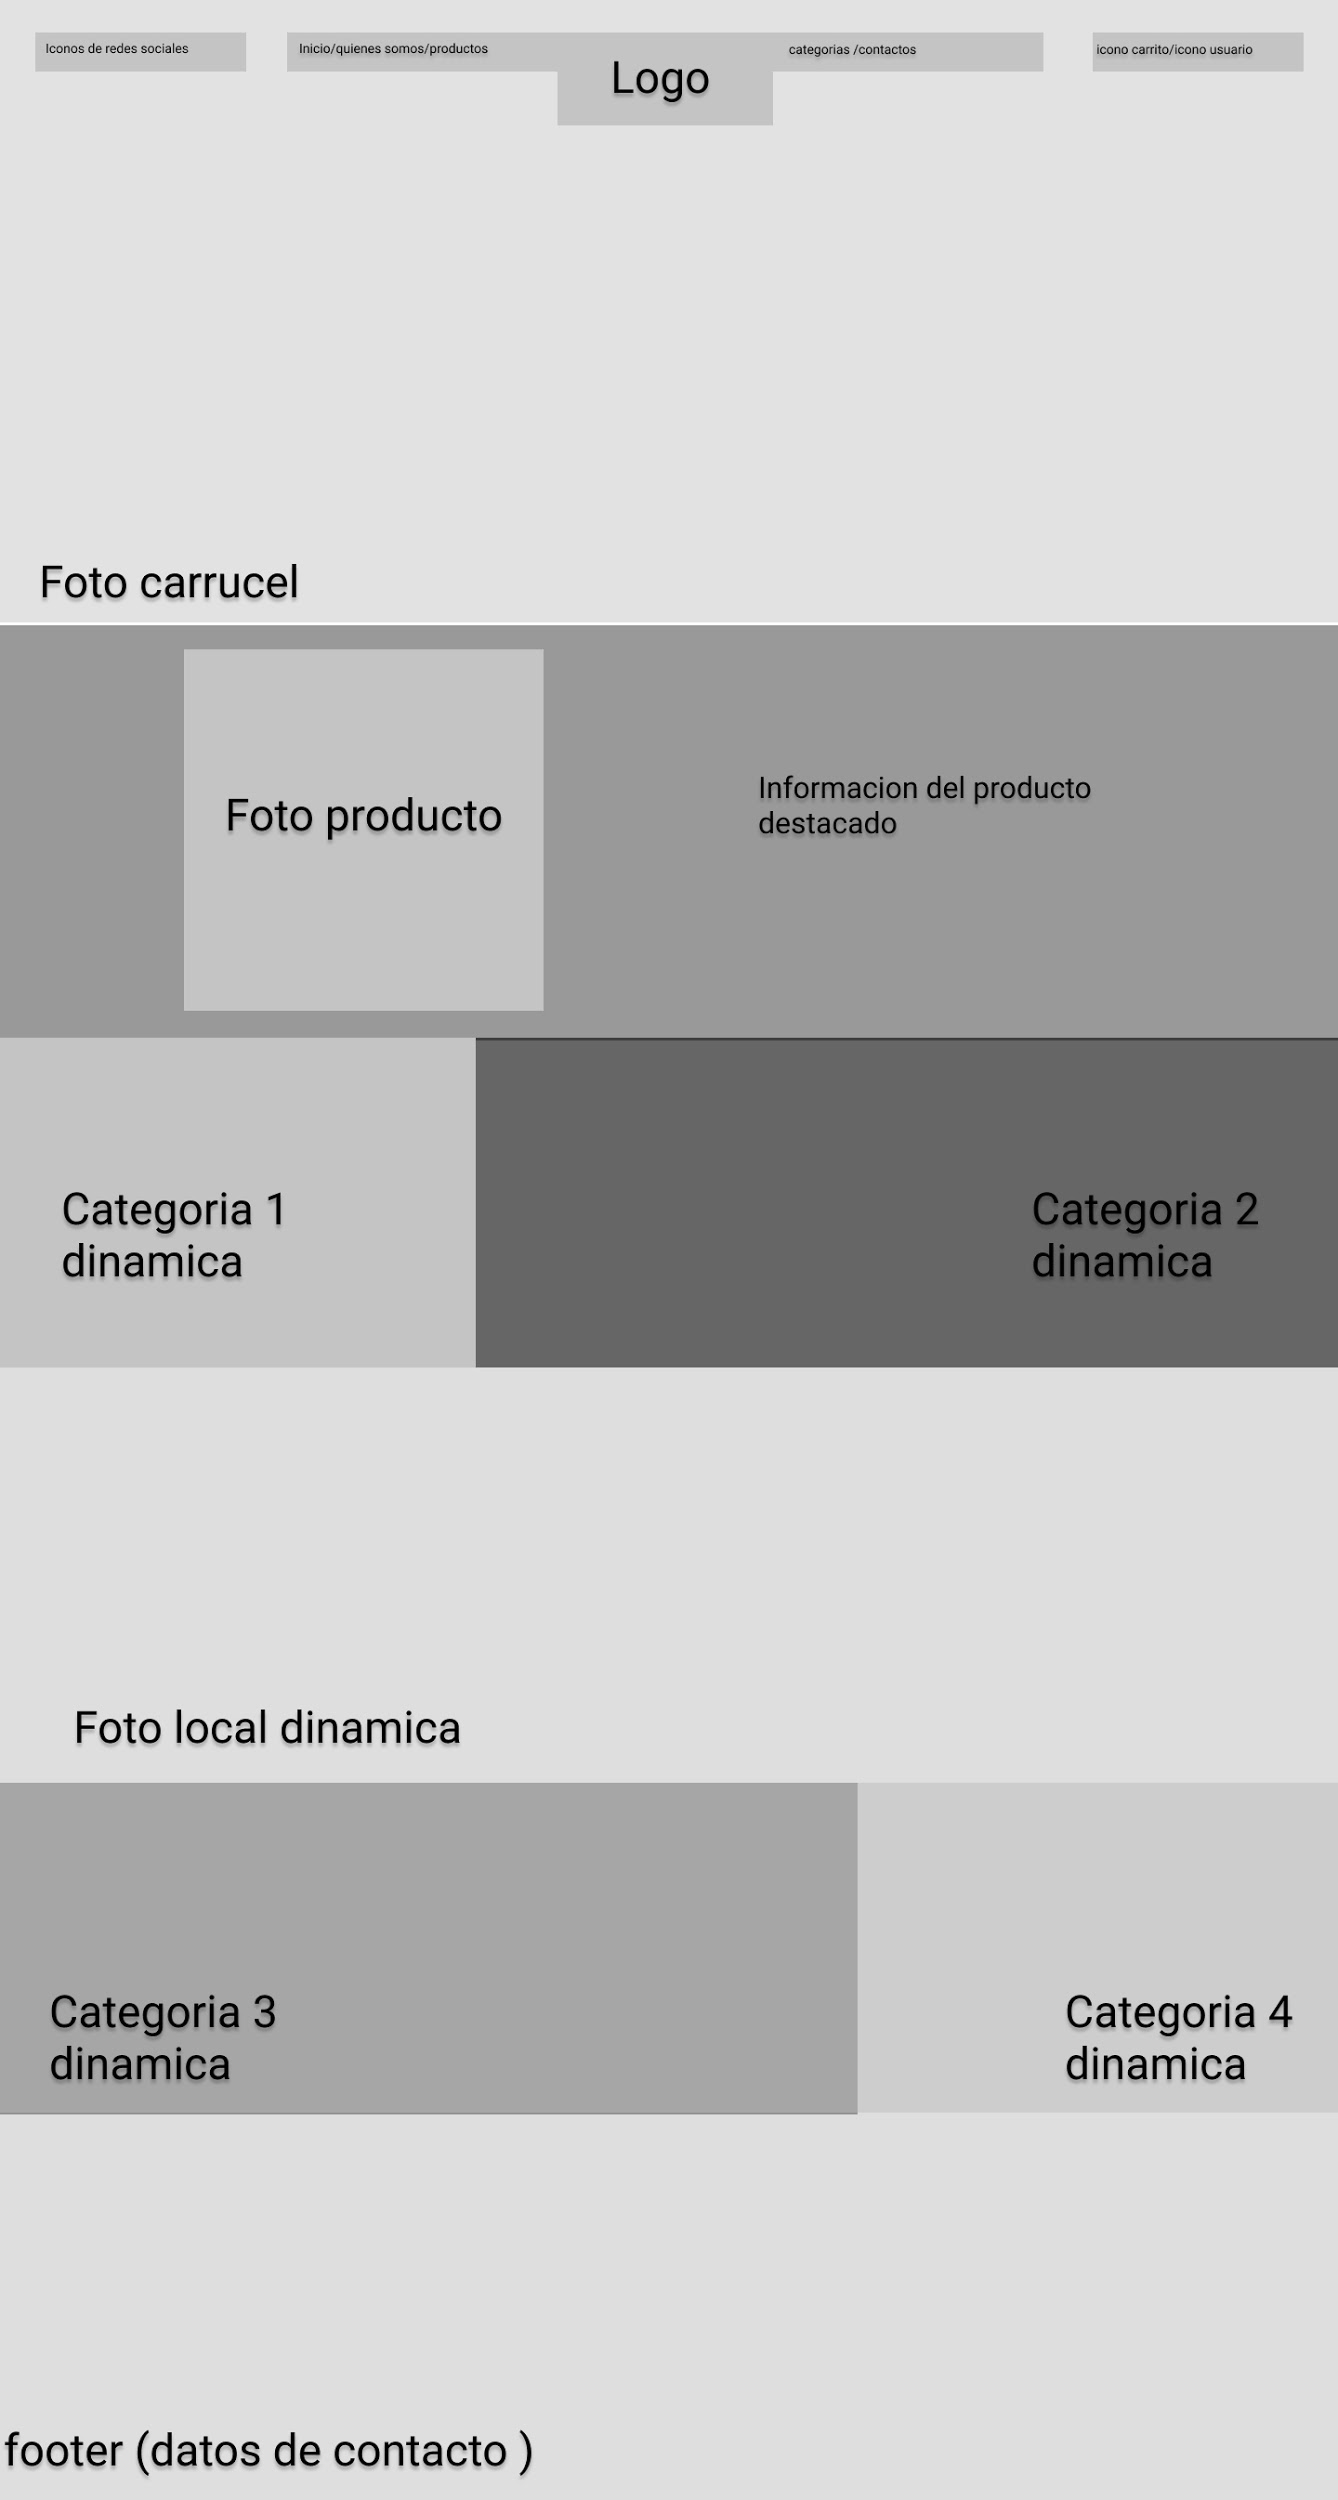 Iconos de redes sociales
Inicio/quienes somos/productos
Logo
categorias /contactos
icono carrito/icono usuario
Foto carrucel
Foto producto
Informacion del producto
destacado
Categoria 1
dinamica
Categoria 2
dinamica
Foto local dinamica
Categoria 3
dinamica
Categoria 4
dinamica
footer (datos de contacto )